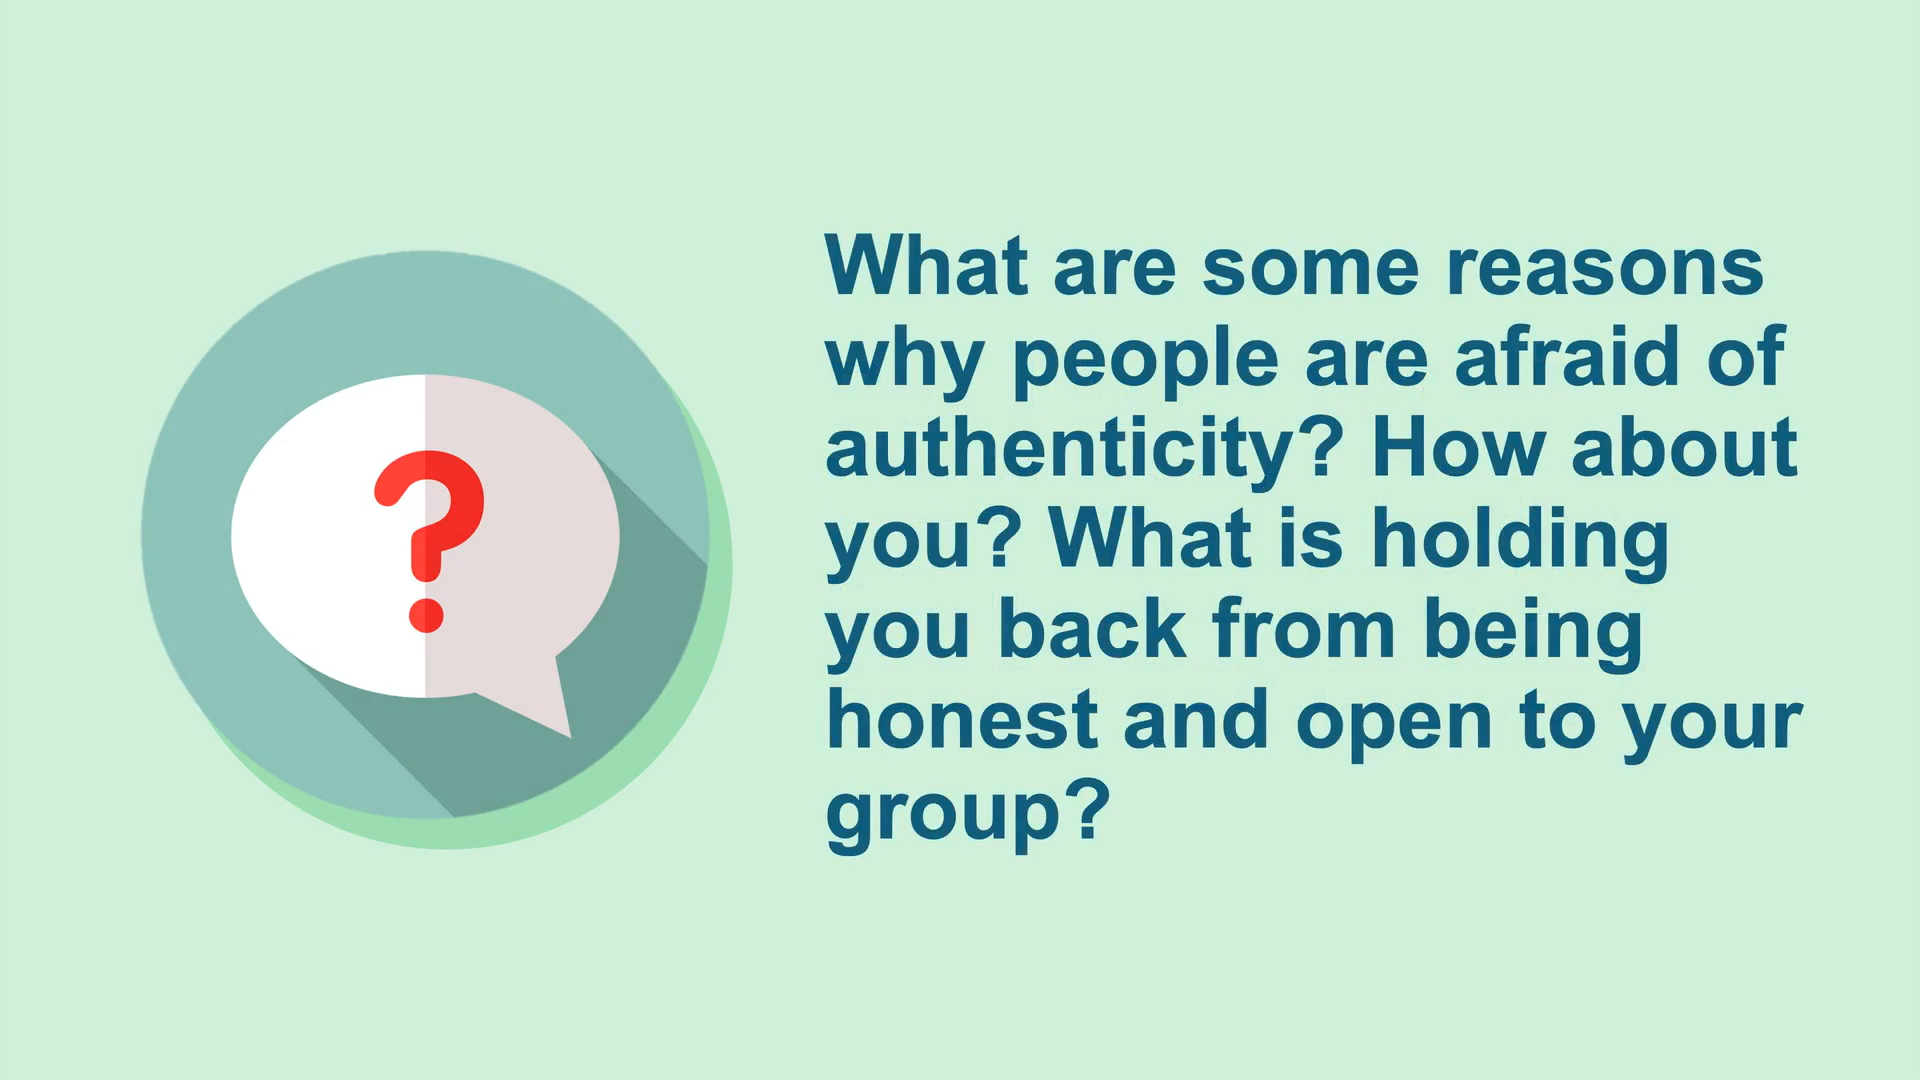 What are some reasons
why people are afraid of
authenticity? How about
you? What is holding
you back from being
honest and open to your
group?